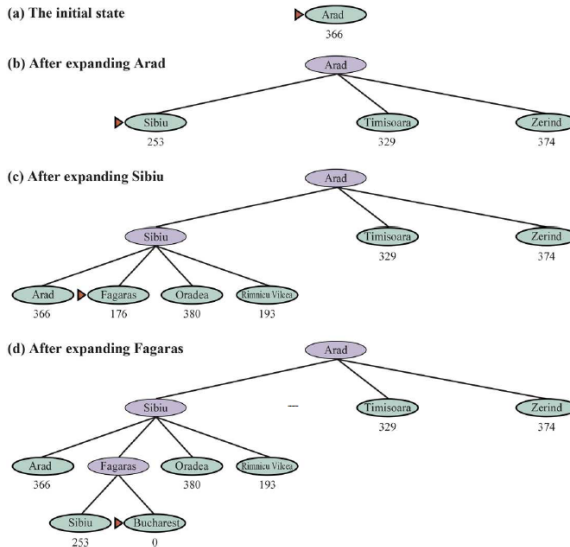 (a) The initial state
Arad
366
(b) After expanding Arad
Arad
Sibiu
Timisoara
Zerind
253
329
374
(c) After expanding Sibiu
Arad
Sibiu
Timisoara
Zerind
329
374
Arad
Fagaras
Oradea
Rimnicu Vilcea
366
176
380
193
(d) After expanding Fagaras
Arad
Sibiu
Timisoara
Zerind
329
374
Arad
Fagaras
Oradea
Rimnicu Vilcea
366
380
193
Sibiu
Bucharest
253
0